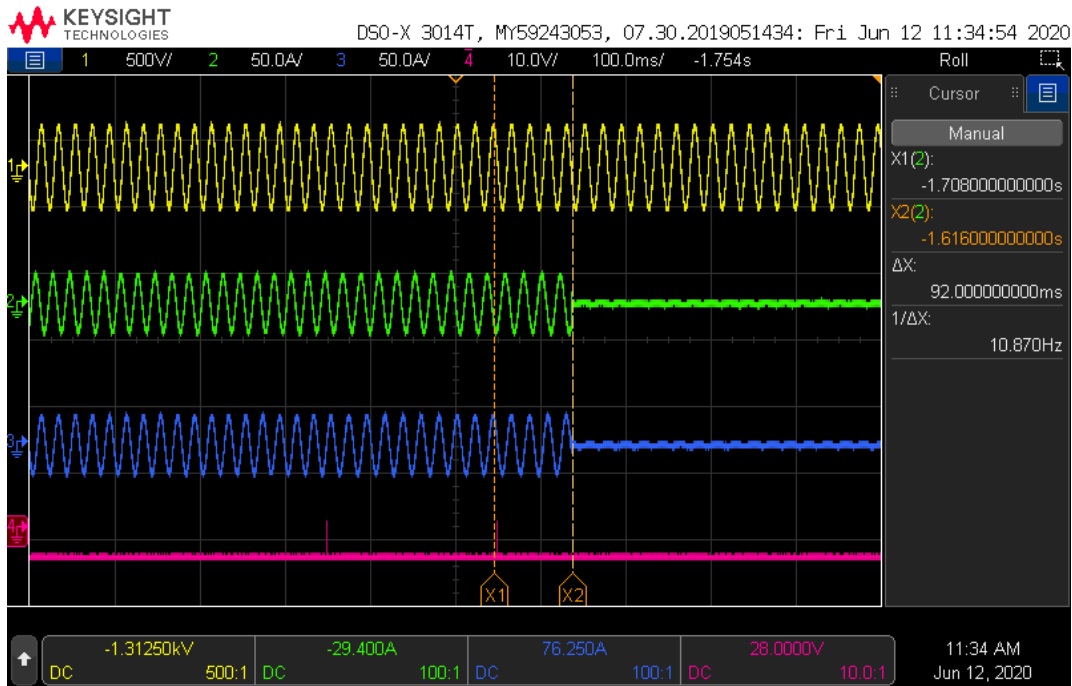 KEYSIGHT
TECHNOLOGIES
DSO-X 3014T, MY59243053, 07.30.2019051434: Fri Jun 12 11:34:54 2020
1 500V/ 2 50.0A/ 3 50.0A/ 4 10.0V/ 100.0ms/ -1.754s Roll
Cursor
Manual
X1(2):
-1.708000000000s
X2(2):
-1.616000000000s
ΔX:
92.000000000ms
1/ΔX:
10.870Hz
1
2
3
4
X1 X2
-1.31250kV -29.400A 76.250A 28.0000V 11:34 AM
DC 500:1 DC 100:1 DC 100:1 DC 10.0:1 Jun 12, 2020